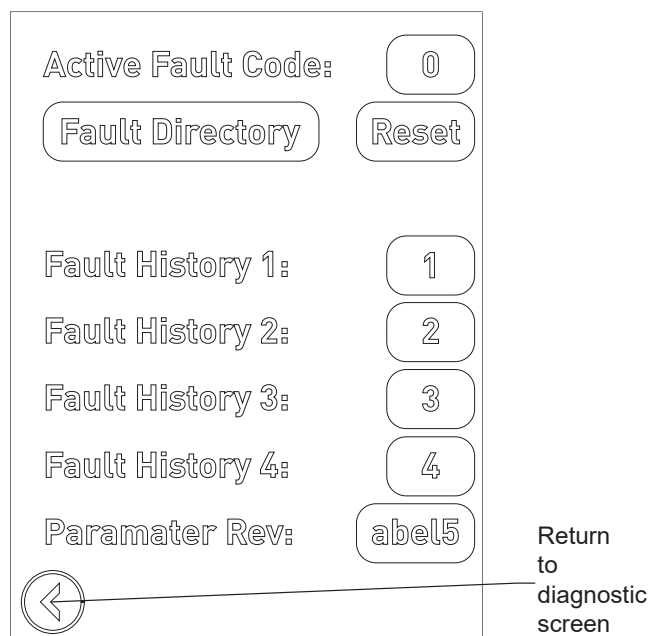 Active Fault Code: 0
Fault Directory Reset
Fault History 1: 1
Fault History 2: 2
Fault History 3: 3
Fault History 4: 4
Paramater Rev: abel5
Return
to
diagnostic
screen